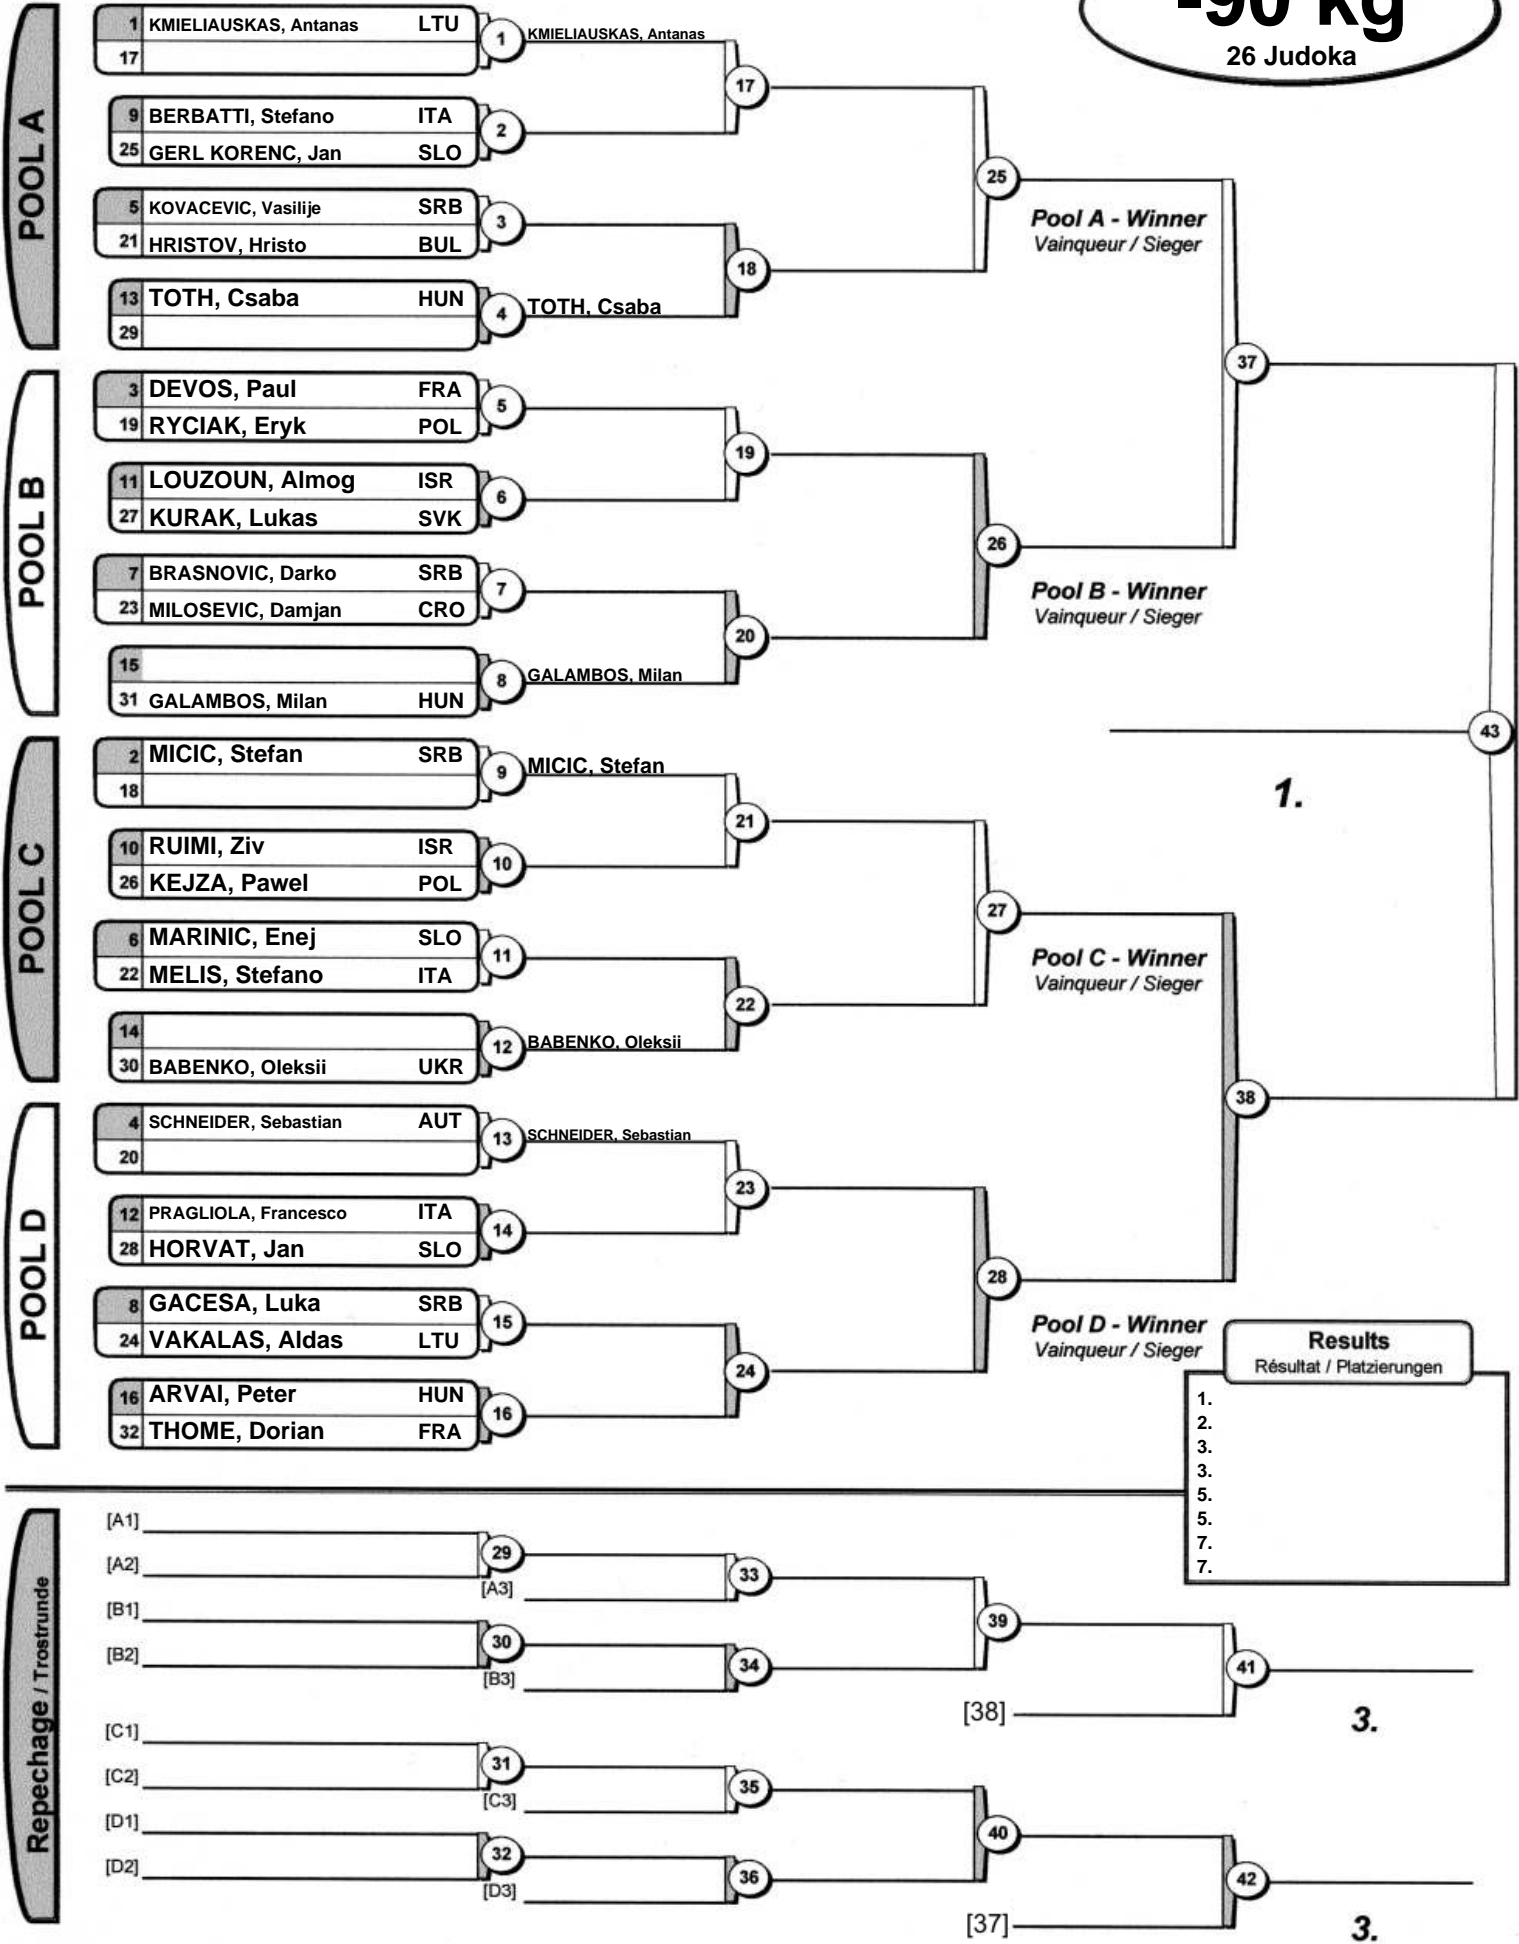 -90 kg
26 Judoka
POOL A
1 KMIELIAUSKAS, Antanas LTU
17
1 KMIELIAUSKAS, Antanas
9 BERBATTI, Stefano ITA
25 GERL KORENC, Jan SLO
2
17
5 KOVACEVIC, Vasilije SRB
21 HRISTOV, Hristo BUL
3
13 TOTH, Csaba HUN
29
4 TOTH, Csaba
18
25
Pool A - Winner
Vainqueur / Sieger
POOL B
3 DEVOS, Paul FRA
19 RYCIAK, Eryk POL
5
11 LOUZOUN, Almog ISR
27 KURAK, Lukas SVK
6
19
7 BRASNOVIC, Darko SRB
23 MILOSEVIC, Damjan CRO
7
15
31 GALAMBOS, Milan HUN
8 GALAMBOS, Milan
20
26
Pool B - Winner
Vainqueur / Sieger
37
43
1.
POOL C
2 MICIC, Stefan SRB
18
9 MICIC, Stefan
10 RUIMI, Ziv ISR
26 KEJZA, Pawel POL
10
21
6 MARINIC, Enej SLO
22 MELIS, Stefano ITA
11
14
30 BABENKO, Oleksii UKR
12 BABENKO, Oleksii
22
27
Pool C - Winner
Vainqueur / Sieger
POOL D
4 SCHNEIDER, Sebastian AUT
20
13 SCHNEIDER, Sebastian
12 PRAGLIOLA, Francesco ITA
28 HORVAT, Jan SLO
14
23
8 GACESA, Luka SRB
24 VAKALAS, Aldas LTU
15
16 ARVAI, Peter HUN
32 THOME, Dorian FRA
16
24
28
Pool D - Winner
Vainqueur / Sieger
38
Results
Résultat / Platzierungen
1.
2.
3.
3.
5.
5.
7.
7.
Repechage / Trostrunde
[A1]
[A2]
29
[A3]
33
[B1]
[B2]
30
[B3]
34
39
[38]
41
3.
[C1]
[C2]
31
[C3]
35
[D1]
[D2]
32
[D3]
36
40
[37]
42
3.